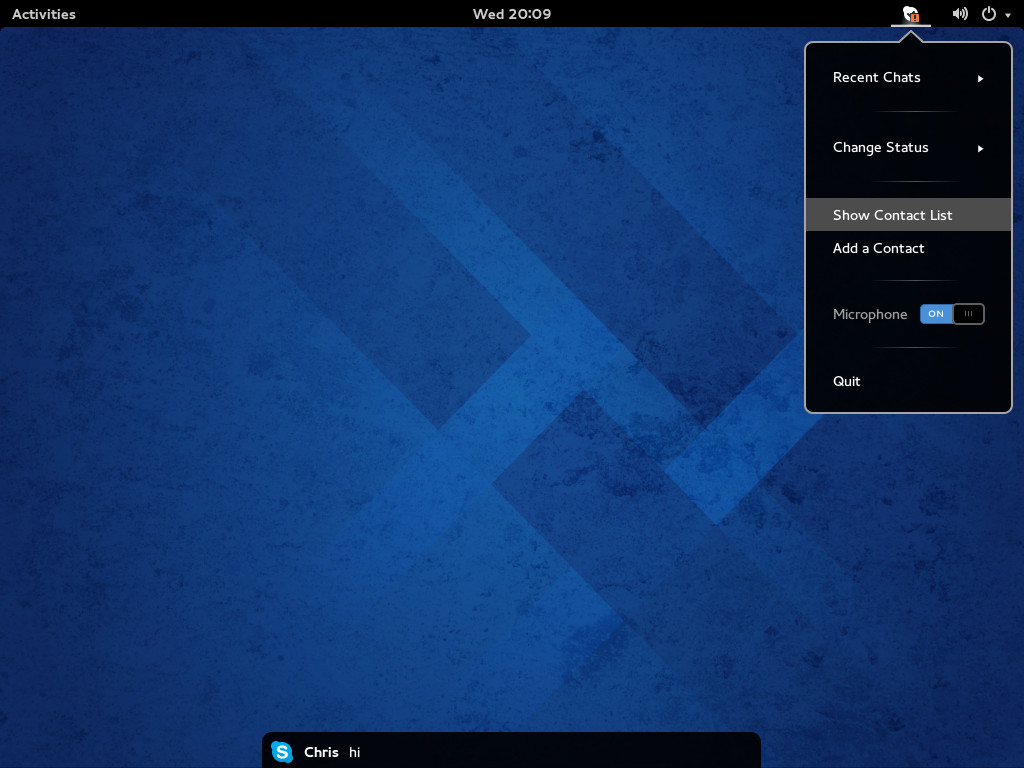 Activities
Wed 20:09
Recent Chats
Change Status
Show Contact List
Add a Contact
Microphone ON
Quit
S Chris hi